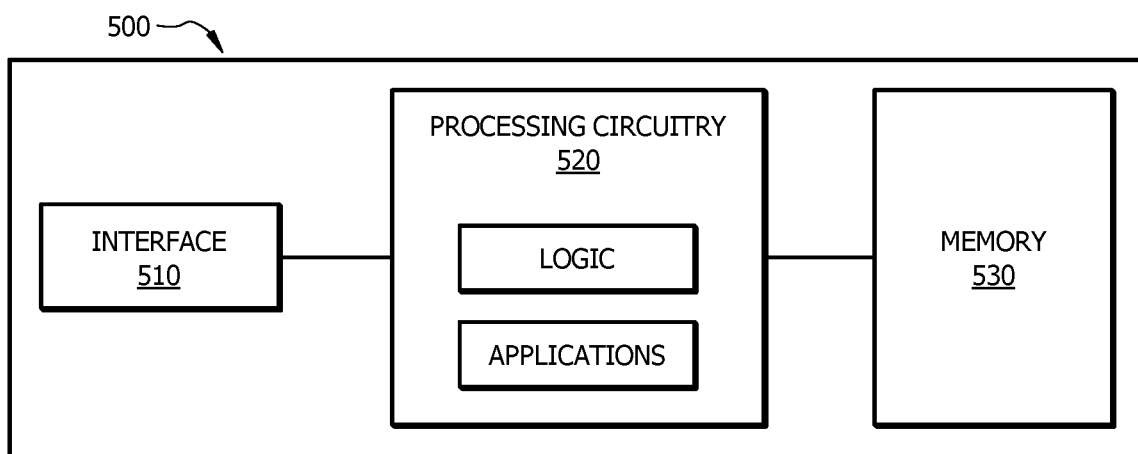 500
PROCESSING CIRCUITRY
520
INTERFACE
510
LOGIC
APPLICATIONS
MEMORY
530